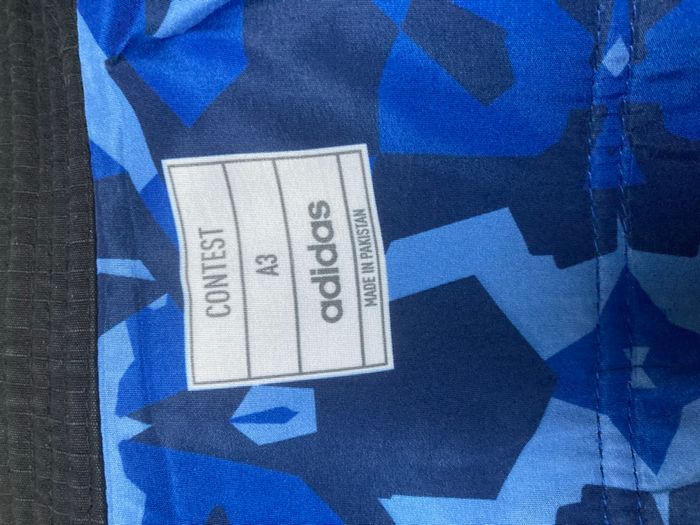 CONTEST
A3
adidas
MADE IN PAKISTAN